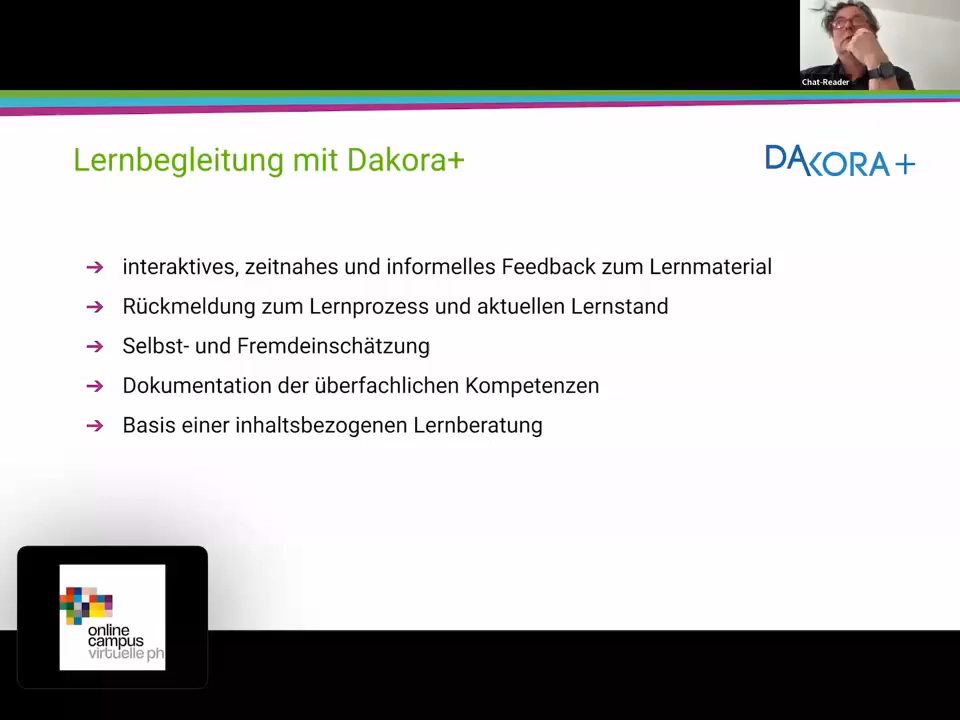 Chat-Reader
Lernbegleitung mit Dakora+
DAKORA+
➔ interaktives, zeitnahes und informelles Feedback zum Lernmaterial
➔ Rückmeldung zum Lernprozess und aktuellen Lernstand
➔ Selbst- und Fremdeinschätzung
➔ Dokumentation der überfachlichen Kompetenzen
➔ Basis einer inhaltsbezogenen Lernberatung
online
campus
virtuelle ph